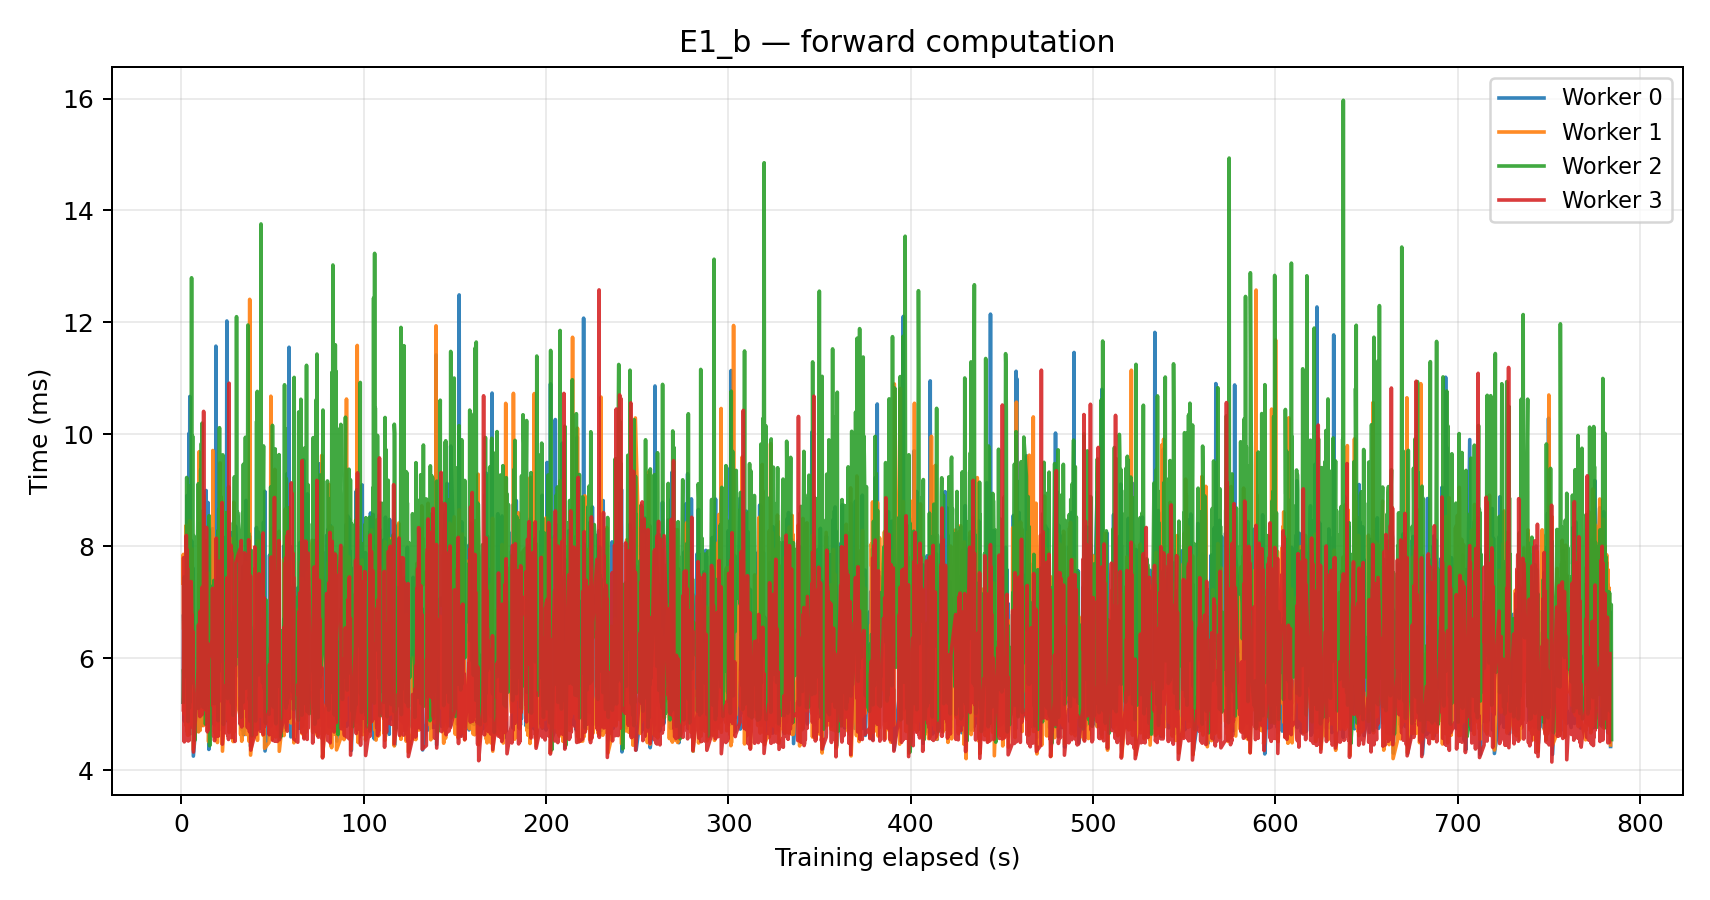 E1_b — forward computation
Time (ms)
16
14
12
10
8
6
4
Worker 0
Worker 1
Worker 2
Worker 3
0 100 200 300 400 500 600 700 800
Training elapsed (s)